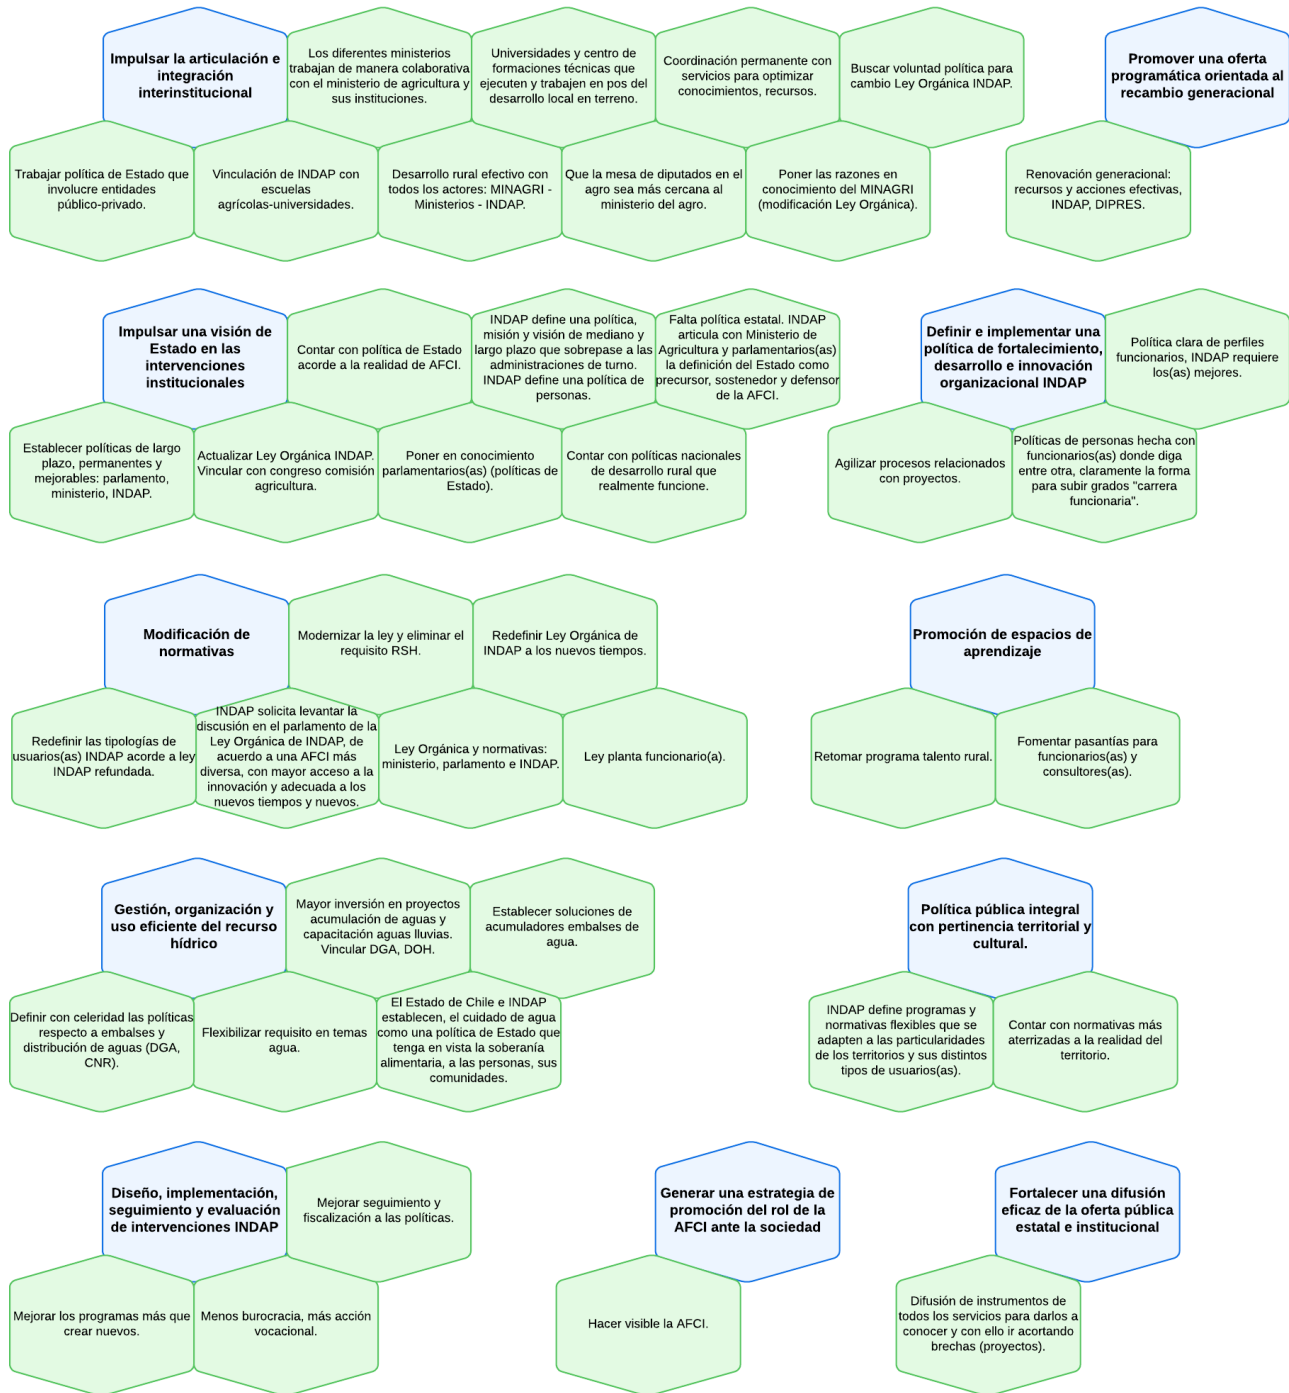 Impulsar la articulación e
integración
interinstitucional
Los diferentes ministerios
trabajan de manera colaborativa
con el ministerio de agricultura y
sus instituciones.
Universidades y centro de
formaciones técnicas que
ejecuten y trabajen en pos del
desarrollo local en terreno.
Coordinación permanente con
servicios para optimizar
conocimientos, recursos.
Buscar voluntad política para
cambio Ley Orgánica INDAP.
Trabajar política de Estado que
involucre entidades
público-privado.
Vinculación de INDAP con
escuelas
agrícolas-universidades.
Desarrollo rural efectivo con
todos los actores: MINAGRI -
Ministerios - INDAP.
Que la mesa de diputados en el
agro sea más cercana al
ministerio del agro.
Poner las razones en
conocimiento del MINAGRI
(modificación Ley Orgánica).
Promover una oferta
programática orientada al
recambio generacional
Renovación generacional:
recursos y acciones efectivas,
INDAP, DIPRES.
Impulsar una visión de
Estado en las
intervenciones
institucionales
Contar con política de Estado
acorde a la realidad de AFCI.
INDAP define una política,
misión y visión de mediano y
largo plazo que sobrepase a las
administraciones de turno.
INDAP define una política de
personas.
Falta política estatal. INDAP
articula con Ministerio de
Agricultura y parlamentarios(as)
la definición del Estado como
precursor, sostenedor y defensor
de la AFCI.
Establecer políticas de largo
plazo, permanentes y
mejorables: parlamento,
ministerio, INDAP.
Actualizar Ley Orgánica INDAP.
Vincular con congreso comisión
agricultura.
Poner en conocimiento
parlamentarios(as) (políticas de
Estado).
Contar con políticas nacionales
de desarrollo rural que
realmente funcione.
Definir e implementar una
política de fortalecimiento,
desarrollo e innovación
organizacional INDAP
Política clara de perfiles
funcionarios, INDAP requiere
los(as) mejores.
Agilizar procesos relacionados
con proyectos.
Políticas de personas hecha con
funcionarios(as) donde diga
entre otra, claramente la forma
para subir grados "carrera
funcionaria".
Modificación de
normativas
Modernizar la ley y eliminar el
requisito RSH.
Redefinir Ley Orgánica de
INDAP a los nuevos tiempos.
Redefinir las tipologías de
usuarios(as) INDAP acorde a ley
INDAP refundada.
INDAP solicita levantar la
discusión en el parlamento de la
Ley Orgánica de INDAP, de
acuerdo a una AFCI más
diversa, con mayor acceso a la
innovación y adecuada a los
nuevos tiempos y nuevos.
Ley Orgánica y normativas:
ministerio, parlamento e INDAP.
Ley planta funcionario(a).
Promoción de espacios de
aprendizaje
Retomar programa talento rural.
Fomentar pasantías para
funcionarios(as) y
consultores(as).
Gestión, organización y
uso eficiente del recurso
hídrico
Mayor inversión en proyectos
acumulación de aguas y
capacitación aguas lluvias.
Vincular DGA, DOH.
Establecer soluciones de
acumuladores embalses de
agua.
Definir con celeridad las políticas
respecto a embalses y
distribución de aguas (DGA,
CNR).
Flexibilizar requisito en temas
agua.
El Estado de Chile e INDAP
establecen, el cuidado de agua
como una política de Estado que
tenga en vista la soberanía
alimentaria, a las personas, sus
comunidades.
Política pública integral
con pertinencia territorial y
cultural.
INDAP define programas y
normativas flexibles que se
adapten a las particularidades
de los territorios y sus distintos
tipos de usuarios(as).
Contar con normativas más
aterrizadas a la realidad del
territorio.
Diseño, implementación,
seguimiento y evaluación
de intervenciones INDAP
Mejorar seguimiento y
fiscalización a las políticas.
Mejorar los programas más que
crear nuevos.
Menos burocracia, más acción
vocacional.
Generar una estrategia de
promoción del rol de la
AFCI ante la sociedad
Hacer visible la AFCI.
Fortalecer una difusión
eficaz de la oferta pública
estatal e institucional
Difusión de instrumentos de
todos los servicios para darlos a
conocer y con ello ir acortando
brechas (proyectos).